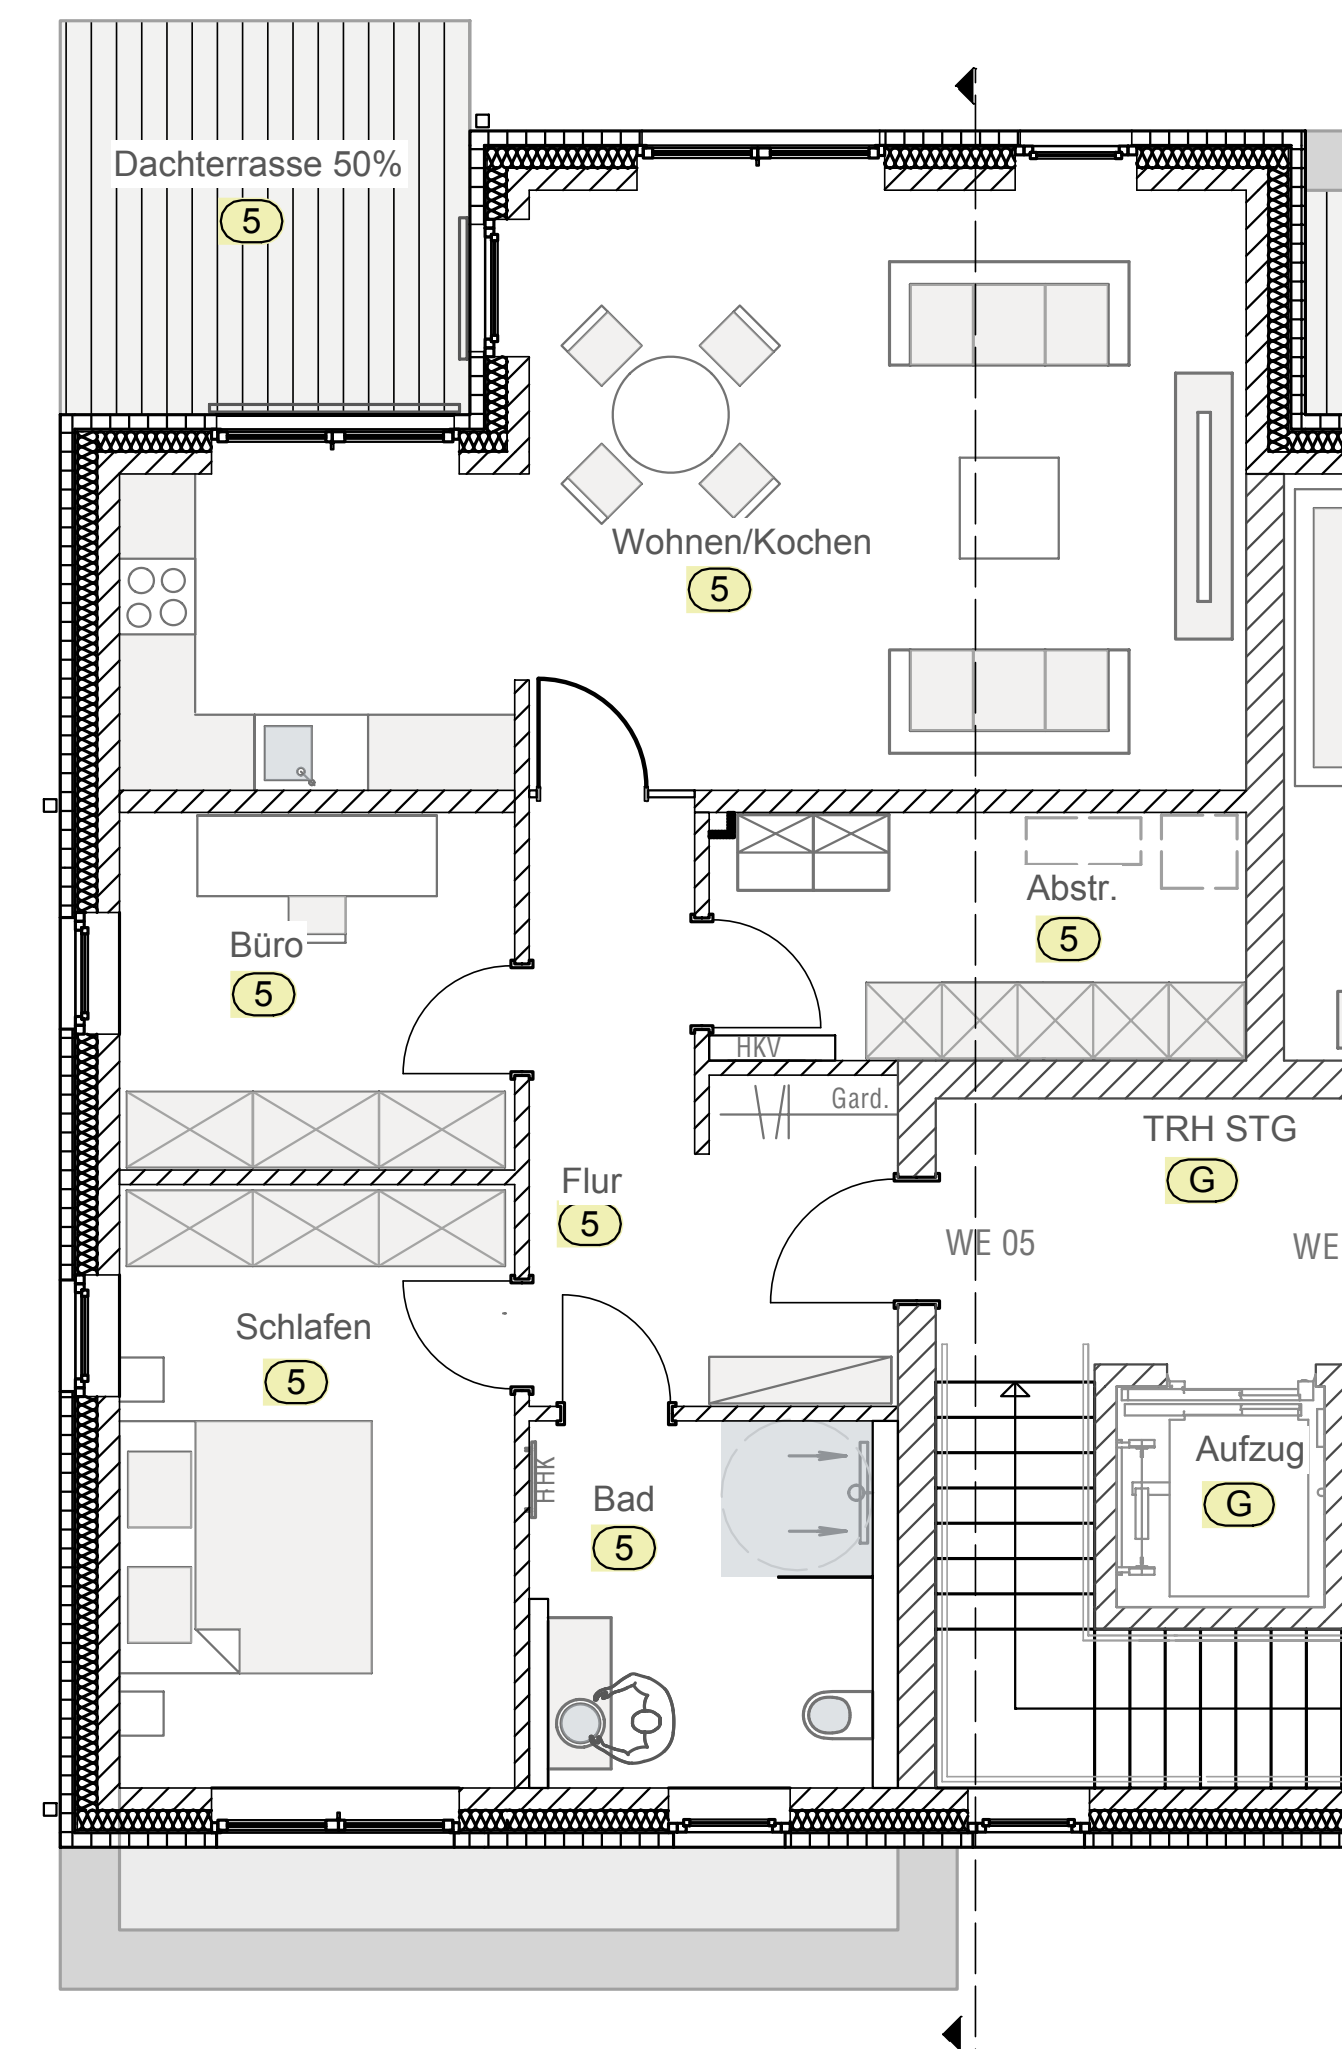 Dachterrasse 50%
5
Wohnen/Kochen
5
Büro
5
Abstr.
5
HKV
Gard.
TRH STG
G
Flur
5
WE 05
WE
Schlafen
5
Aufzug
G
HHK
Bad
5